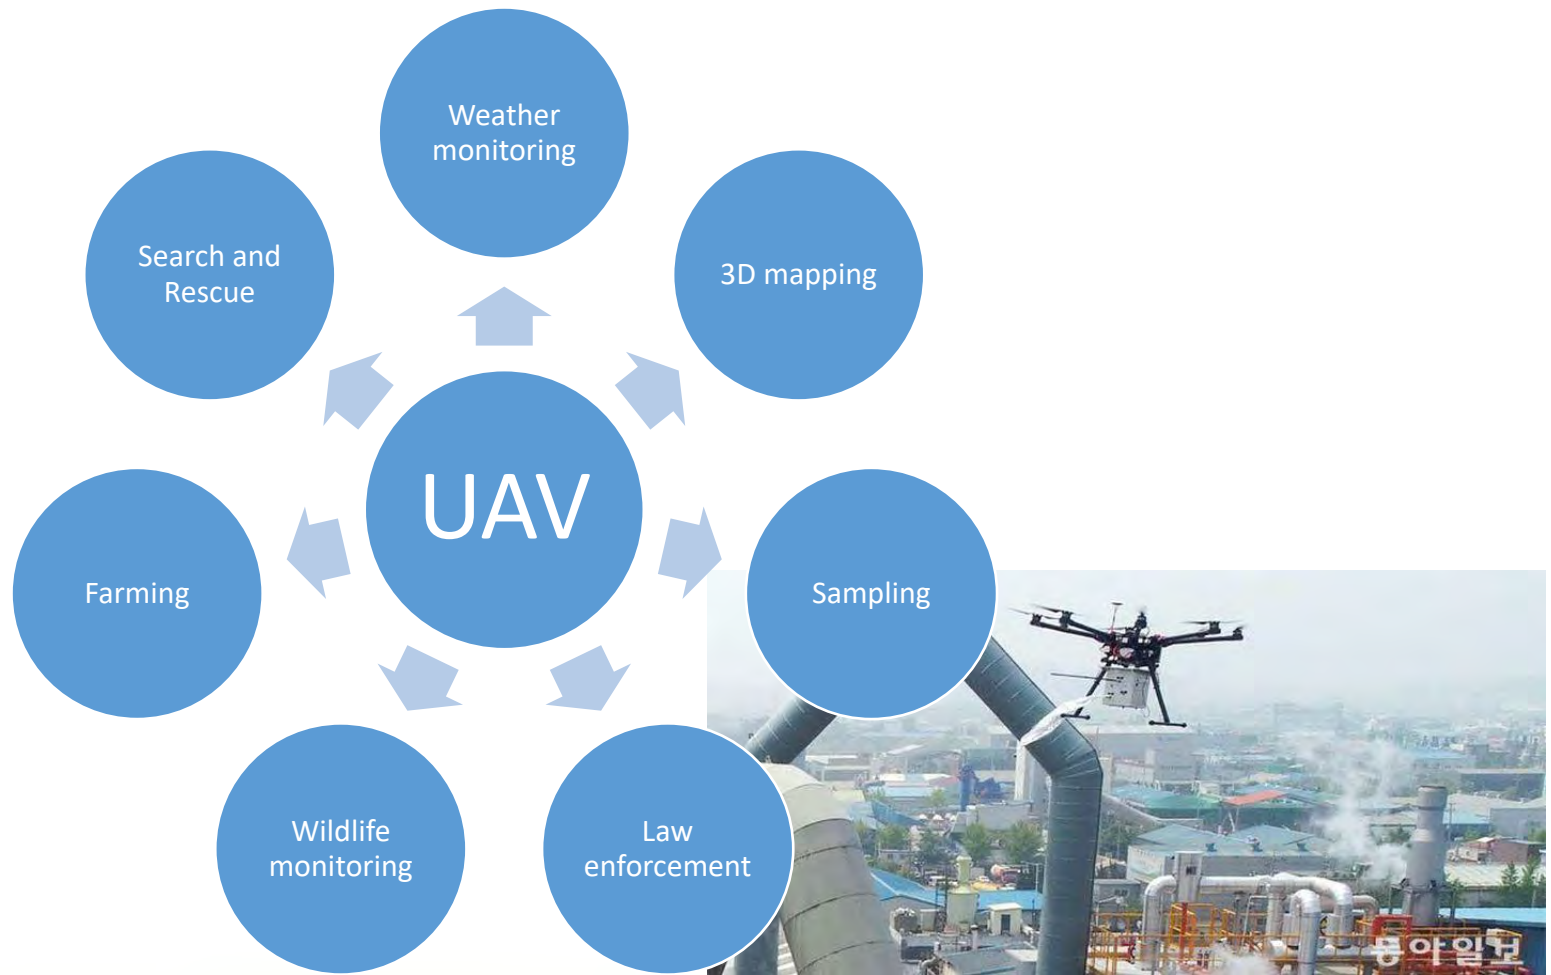 Weather
monitoring
3D mapping
Sampling
Law
enforcement
Wildlife
monitoring
Farming
Search and
Rescue
UAV
동아일보